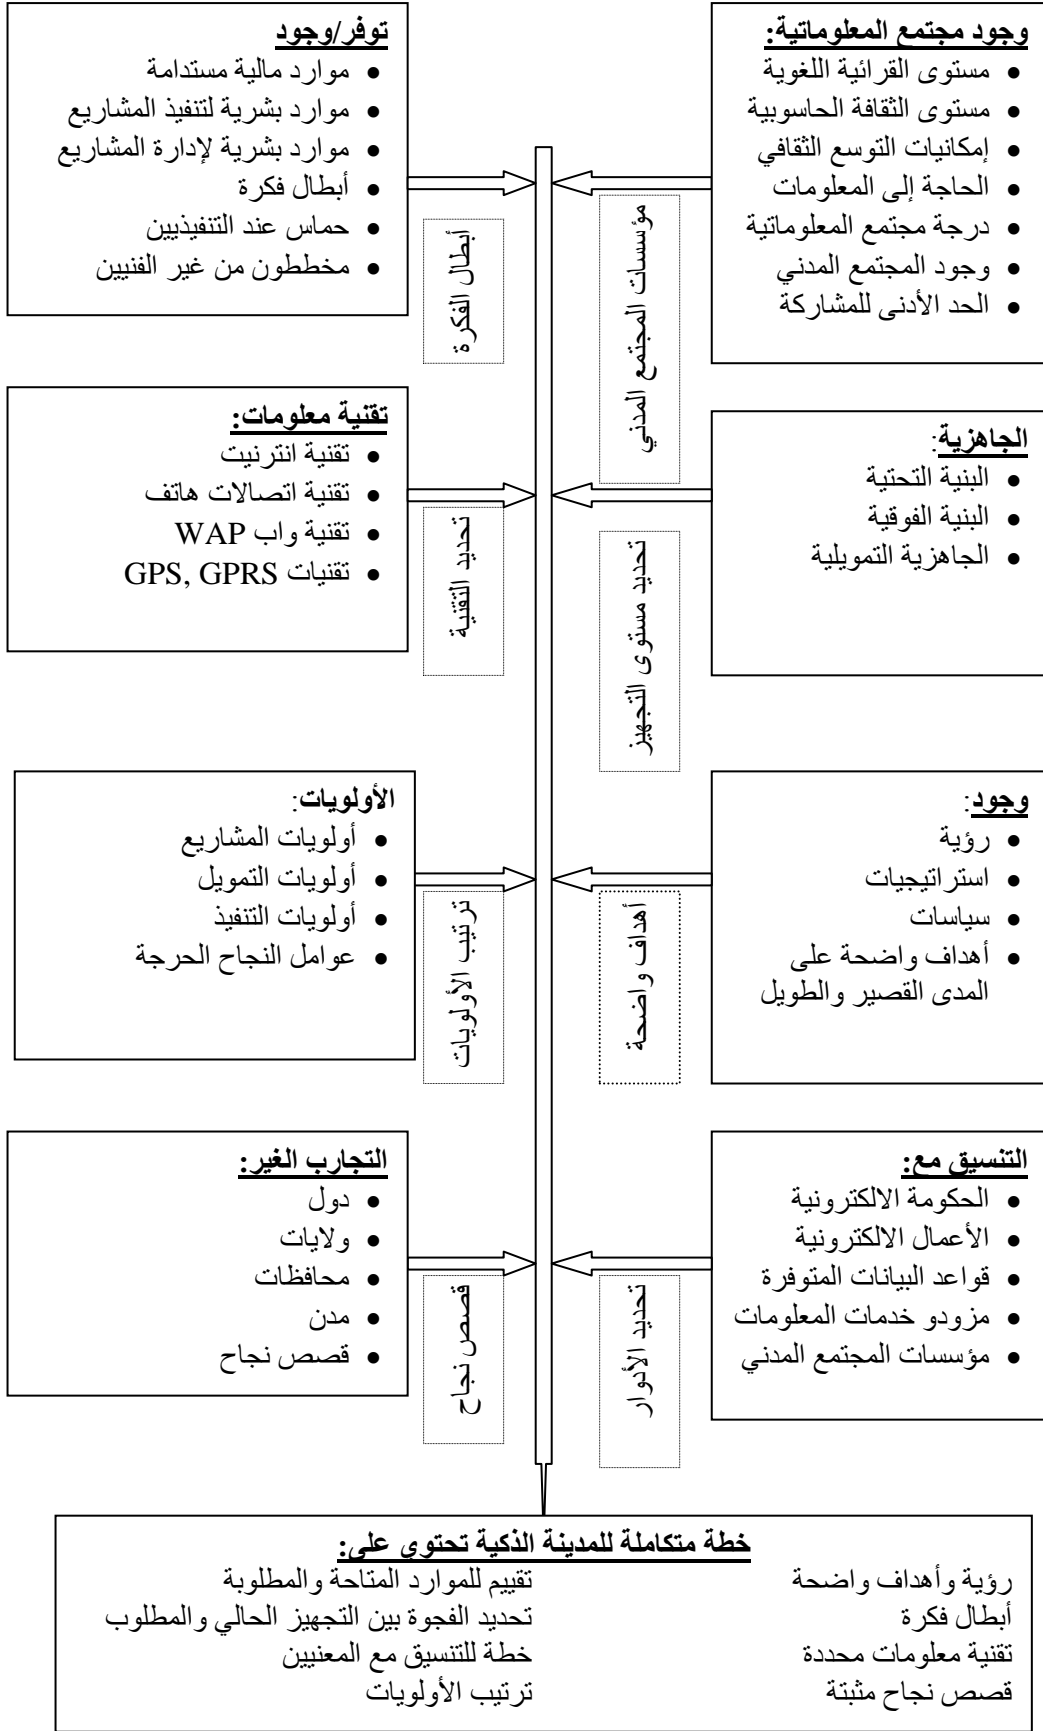 وجود مجتمع المعلوماتية:
• مستوى القرائية اللغوية
• مستوى الثقافة الحاسوبية
• إمكانيات التوسع الثقافي
• الحاجة إلى المعلومات
• درجة مجتمع المعلوماتية
• وجود المجتمع المدني
• الحد الأدنى للمشاركة
مؤسسات المجتمع المدني
توفر/وجود
• موارد مالية مستدامة
• موارد بشرية لتنفيذ المشاريع
• موارد بشرية لإدارة المشاريع
• أبطال فكرة
• حماس عند التنفيذيين
• مخططون من غير الفنيين
أبطال الفكرة
الجاهزية:
• البنية التحتية
• البنية الفوقية
• الجاهزية التمويلية
تحديد مستوى التجهيز
تقنية معلومات:
• تقنية انترنيت
• تقنية اتصالات هاتف
• تقنية واب WAP
• تقنيات GPS, GPRS
تحديد التقنية
وجود:
• رؤية
• استراتيجيات
• سياسات
• أهداف واضحة على
المدى القصير والطويل
أهداف واضحة
الأولويات:
• أولويات المشاريع
• أولويات التمويل
• أولويات التنفيذ
• عوامل النجاح الحرجة
ترتيب الأولويات
التنسيق مع:
• الحكومة الالكترونية
• الأعمال الالكترونية
• قواعد البيانات المتوفرة
• مزودو خدمات المعلومات
• مؤسسات المجتمع المدني
تحديد الأدوار
التجارب الغير:
• دول
• ولايات
• محافظات
• مدن
• قصص نجاح
قصص نجاح
خطة متكاملة للمدينة الذكية تحتوي على:
رؤية وأهداف واضحة
أبطال فكرة
تقنية معلومات محددة
قصص نجاح مثبتة
تقييم للموارد المتاحة والمطلوبة
تحديد الفجوة بين التجهيز الحالي والمطلوب
خطة للتنسيق مع المعنيين
ترتيب الأولويات